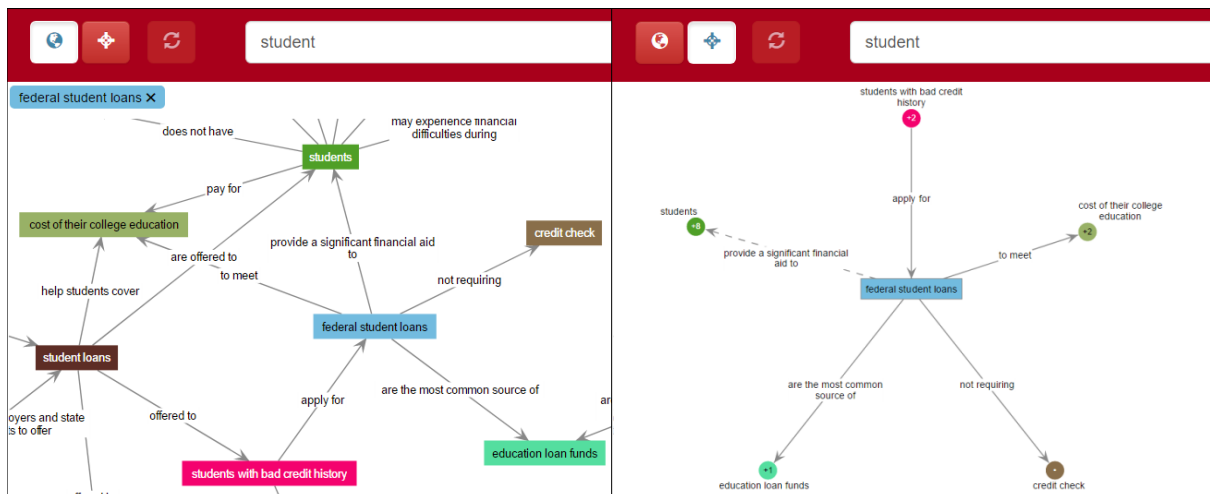 student
federal student loans ✕
does not have
may experience financial
difficulties during
students
pay for
cost of their college education
credit check
are offered to
provide a significant financial aid
to
to meet
not requiring
help students cover
federal student loans
student loans
are the most common source of
apply for
offered to
oyers and state
ts to offer
education loan funds
students with bad credit history
student
students with bad credit
history
+2
apply for
students
+8
cost of their college
education
+2
provide a significant financial
aid to
to meet
federal student loans
are the most common
source of
not requiring
+1
education loan funds
-
credit check